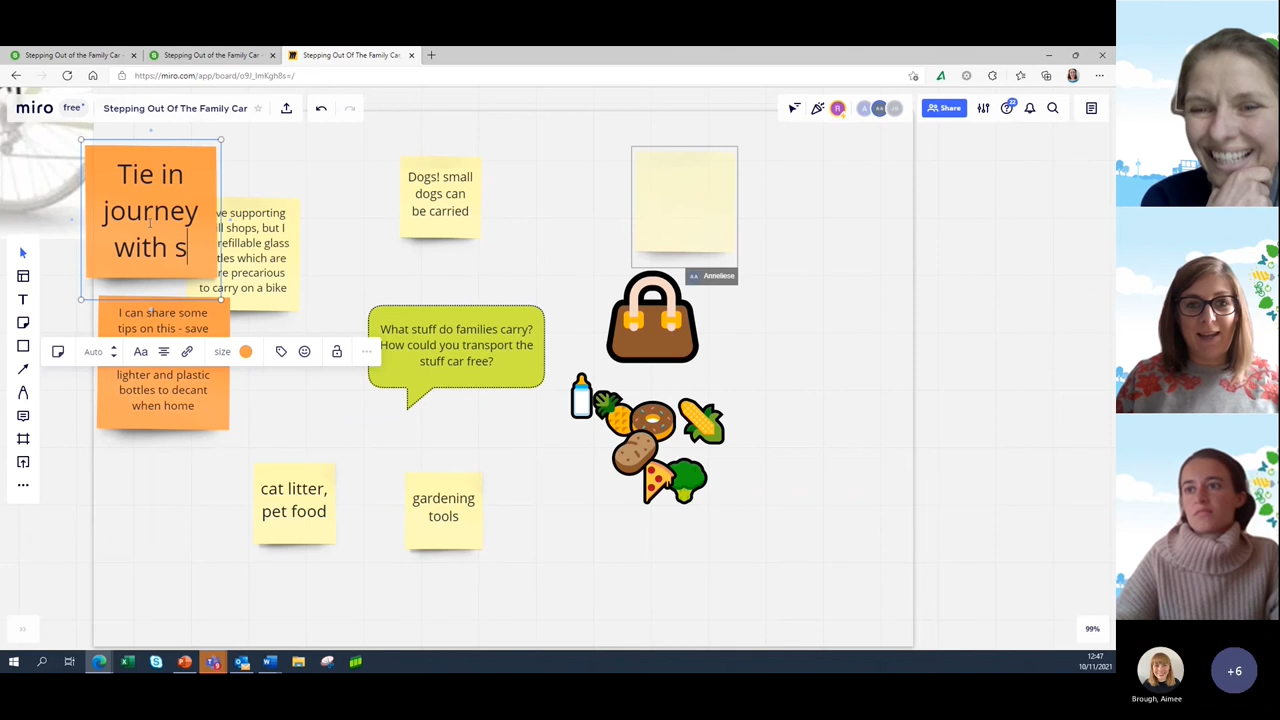 Stepping Out of the Family Car -
Stepping Out of the Family Car -
Stepping Out Of The Family Car,
https://miro.com/app/board/o9J_lmKgh8s=/
miro
free
Stepping Out Of The Family Car
R
A
AA
Share
22
Tie in
journey
with s
ve supporting
ll shops, but I
refillable glass
tles which are
re precarious
to carry on a bike
Dogs! small
dogs can
be carried
AA Anneliese
I can share some
tips on this - save
Auto
Aa
size
lighter and plastic
bottles to decant
when home
What stuff do families carry?
How could you transport the
stuff car free?
cat litter,
pet food
gardening
tools
99%
12:47
10/11/2021
Brough, Aimee
+6